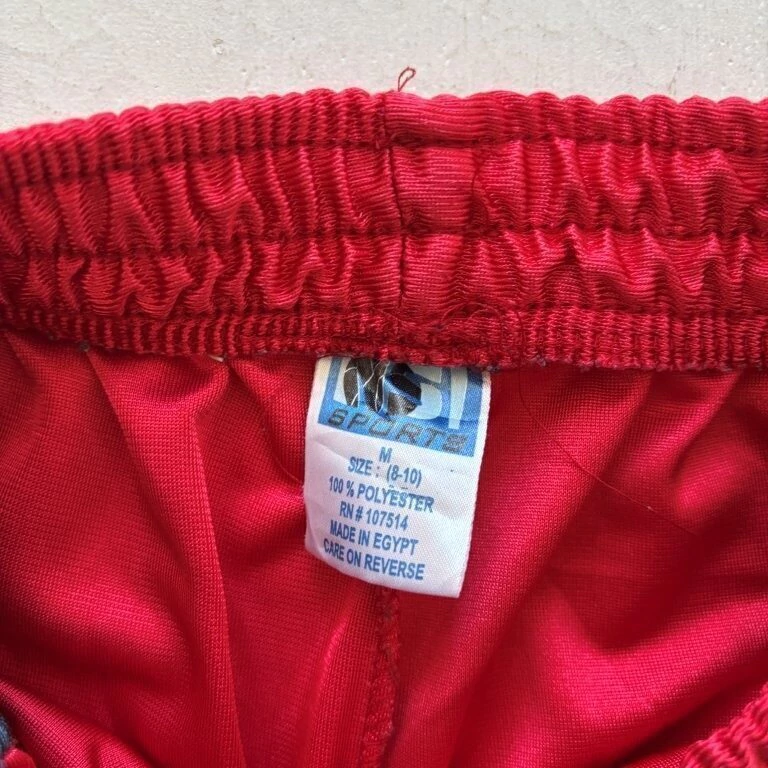 SPORTS
M
SIZE : (8-10)
100 % POLYESTER
RN # 107514
MADE IN EGYPT
CARE ON REVERSE